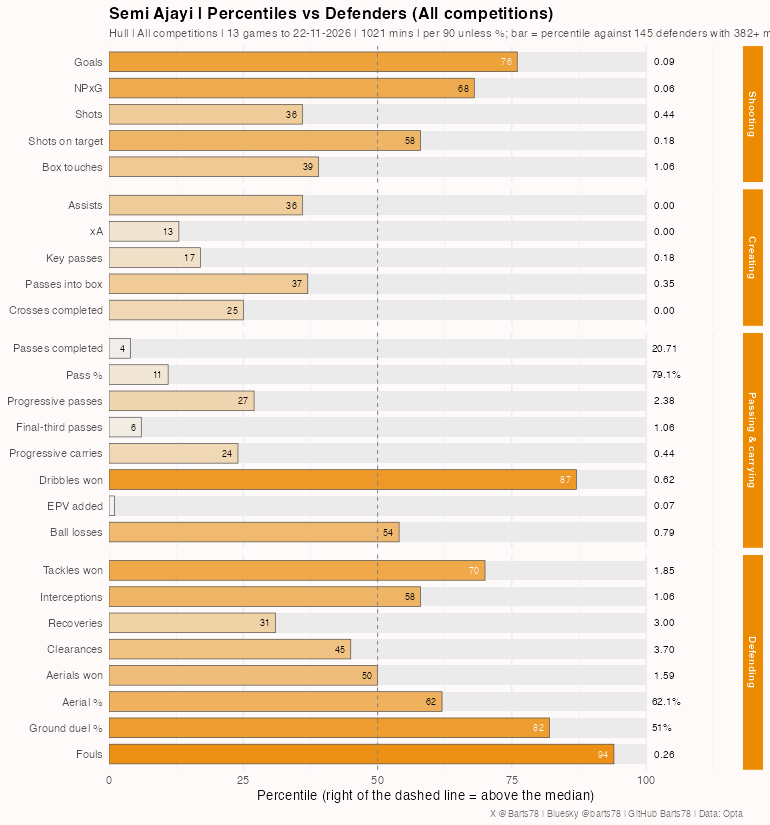 Semi Ajayi | Percentiles vs Defenders (All competitions)
Hull | All competitions | 13 games to 22-11-2026 | 1021 mins | per 90 unless %; bar = percentile against 145 defenders with 382+ m
Goals 76 0.09
NPxG 68 0.06
Shots 36 0.44
Shots on target 58 0.18
Box touches 39 1.06
Shooting
Assists 36 0.00
xA 13 0.00
Key passes 17 0.18
Passes into box 37 0.35
Crosses completed 25 0.00
Creating
Passes completed 4 20.71
Pass % 11 79.1%
Progressive passes 27 2.38
Final-third passes 6 1.06
Progressive carries 24 0.44
Dribbles won 87 0.62
EPV added 0.07
Ball losses 54 0.79
Passing & carrying
Tackles won 70 1.85
Interceptions 58 1.06
Recoveries 31 3.00
Clearances 45 3.70
Aerials won 50 1.59
Aerial % 62 62.1%
Ground duel % 82 51%
Fouls 94 0.26
Defending
0 25 50 75 100
Percentile (right of the dashed line = above the median)
X @Barts78 | Bluesky @barts78 | GitHub Barts78 | Data: Opta